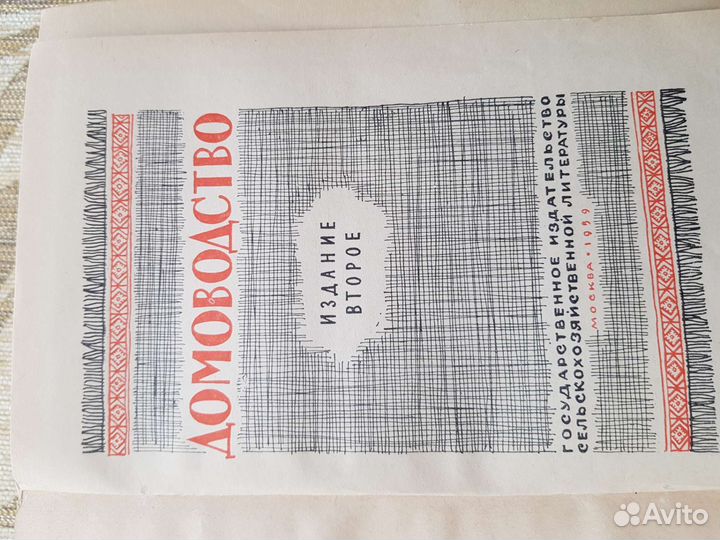 ДОМОВОДСТВО
ИЗДАНИЕ
ВТОРОЕ
ГОСУДАРСТВЕННОЕ ИЗДАТЕЛЬСТВО
СЕЛЬСКОХОЗЯЙСТВЕННОЙ ЛИТЕРАТУРЫ
МОСКВА • 1959
Avito